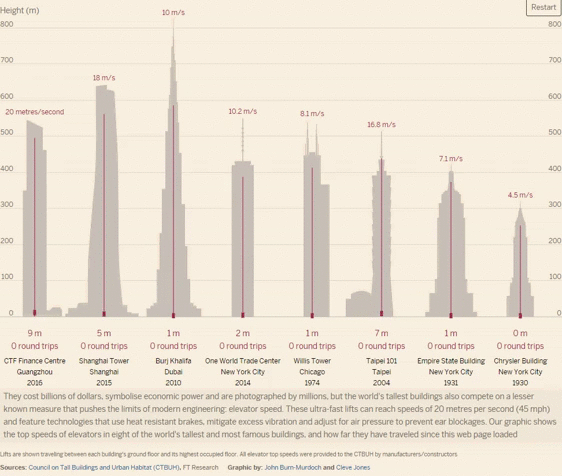 Height (m)
Restart
10 m/s
800
800
18 m/s
700
700
20 metres/second
10.2 m/s
8.1 m/s
600
600
16.8 m/s
500
500
7.1 m/s
400
400
4.5 m/s
300
300
200
200
100
100
0
0
9 m
5 m
1 m
2 m
1 m
7 m
1 m
0 m
0 round trips
0 round trips
0 round trips
0 round trips
0 round trips
0 round trips
0 round trips
0 round trips
CTF Finance Centre
Guangzhou
2016
Shanghai Tower
Shanghai
2015
Burj Khalifa
Dubai
2010
One World Trade Center
New York City
2014
Willis Tower
Chicago
1974
Taipei 101
Taipei
2004
Empire State Building
New York City
1931
Chrysler Building
New York City
1930
They cost billions of dollars, symbolise economic power and are photographed by millions, but the world's tallest buildings also compete on a lesser
known measure that pushes the limits of modern engineering: elevator speed. These ultra-fast lifts can reach speeds of 20 metres per second (45 mph)
and feature technologies that use heat resistant brakes, mitigate excess vibration and adjust for air pressure to prevent ear blockages. Our graphic shows
the top speeds of elevators in eight of the world's tallest and most famous buildings, and how far they have traveled since this web page loaded
Lifts are shown traveling between each building's ground floor and its highest occupied floor. All elevator top speeds were provided to the CTBUH by manufacturers/constructors
Sources: Council on Tall Buildings and Urban Habitat (CTBUH), FT Research Graphic by: John Burn-Murdoch and Cleve Jones